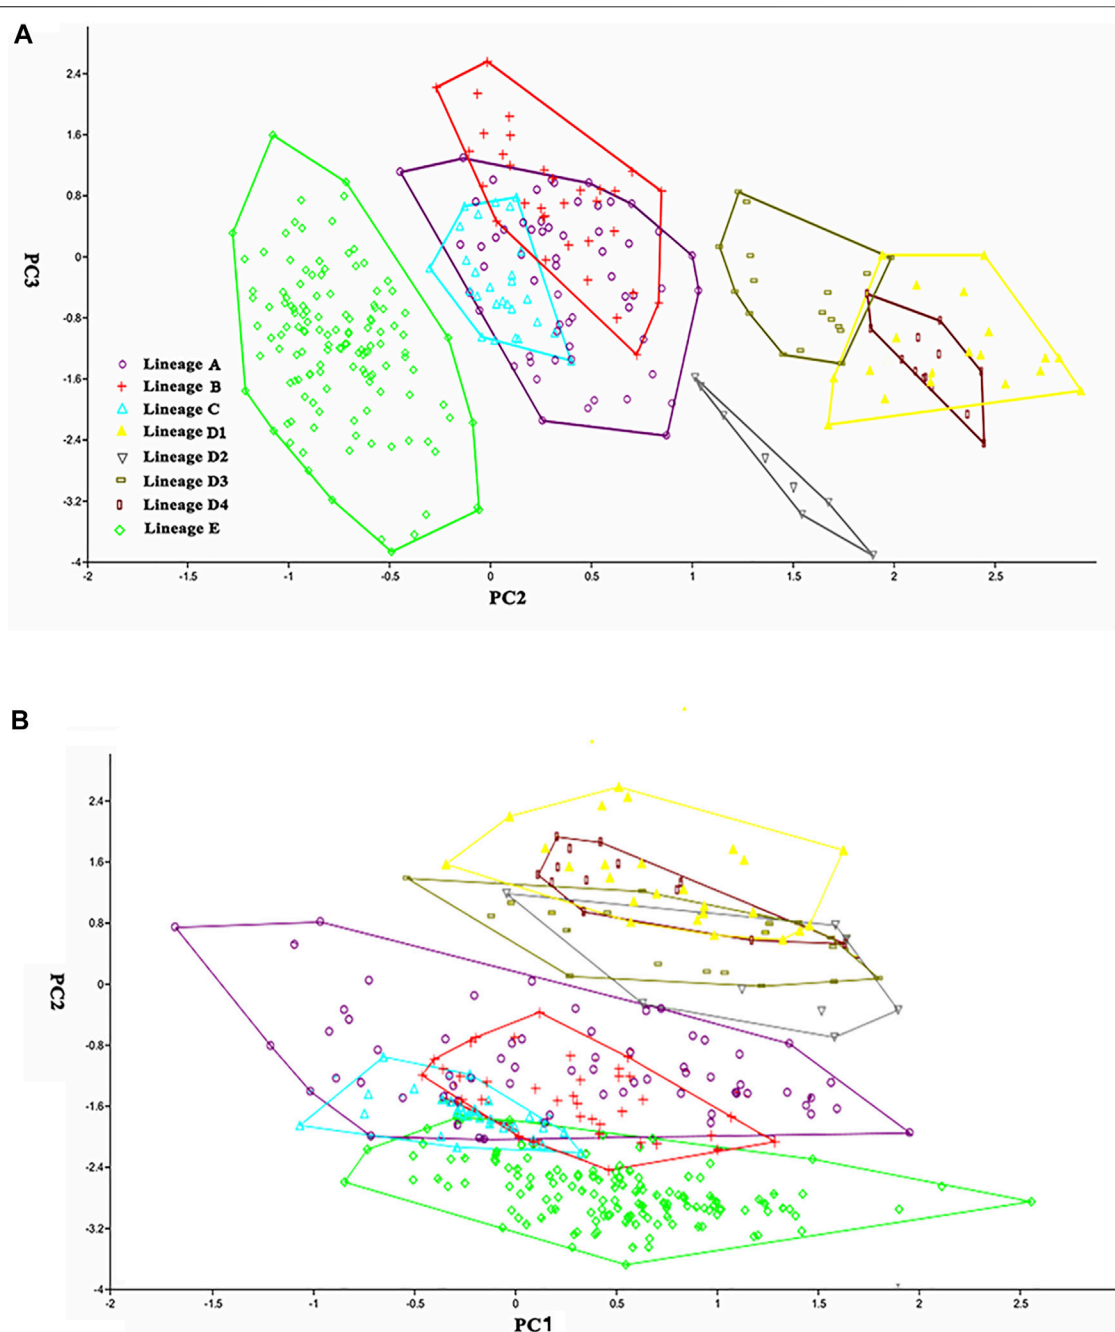 A
2.4
1.6
0.8
0
-0.8
-1.6
-2.4
-3.2
-4
PC3
Lineage A
Lineage B
Lineage C
Lineage D1
Lineage D2
Lineage D3
Lineage D4
Lineage E
-2 -1.5 -1 -0.5 0 0.5 1 1.5 2 2.5
PC2
B
2.4
1.6
0.8
0
-0.8
-1.6
-2.4
-3.2
-4
PC2
-2 -1.5 -1 -0.5 0 0.5 1 1.5 2 2.5
PC1